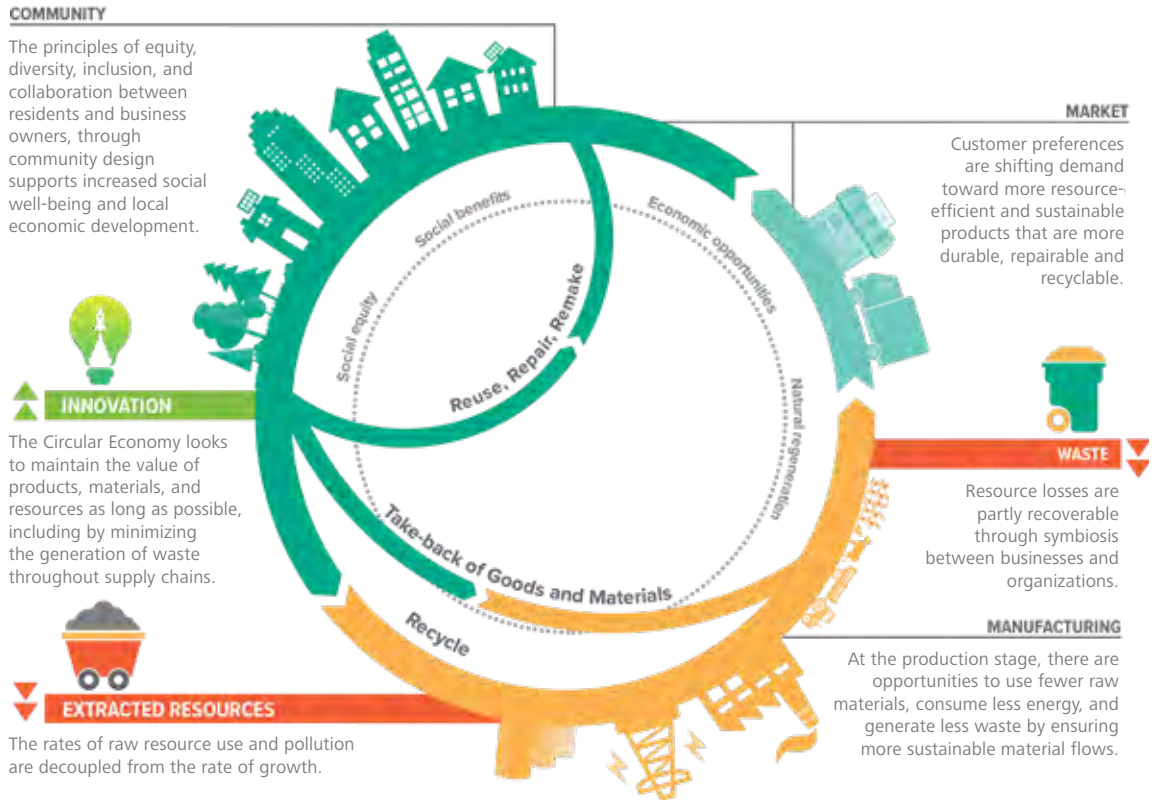 COMMUNITY
The principles of equity,
diversity, inclusion, and
collaboration between
residents and business
owners, through
community design
supports increased social
well-being and local
economic development.
MARKET
Customer preferences
are shifting demand
toward more resource-
efficient and sustainable
products that are more
durable, repairable and
recyclable.
Social benefits
Economic opportunities
Social equity
Reuse, Repair, Remake
Natural regeneration
INNOVATION
The Circular Economy looks
to maintain the value of
products, materials, and
resources as long as possible,
including by minimizing
the generation of waste
throughout supply chains.
WASTE
Resource losses are
partly recoverable
through symbiosis
between businesses and
organizations.
Take-back of Goods and Materials
Recycle
MANUFACTURING
At the production stage, there are
opportunities to use fewer raw
materials, consume less energy, and
generate less waste by ensuring
more sustainable material flows.
EXTRACTED RESOURCES
The rates of raw resource use and pollution
are decoupled from the rate of growth.